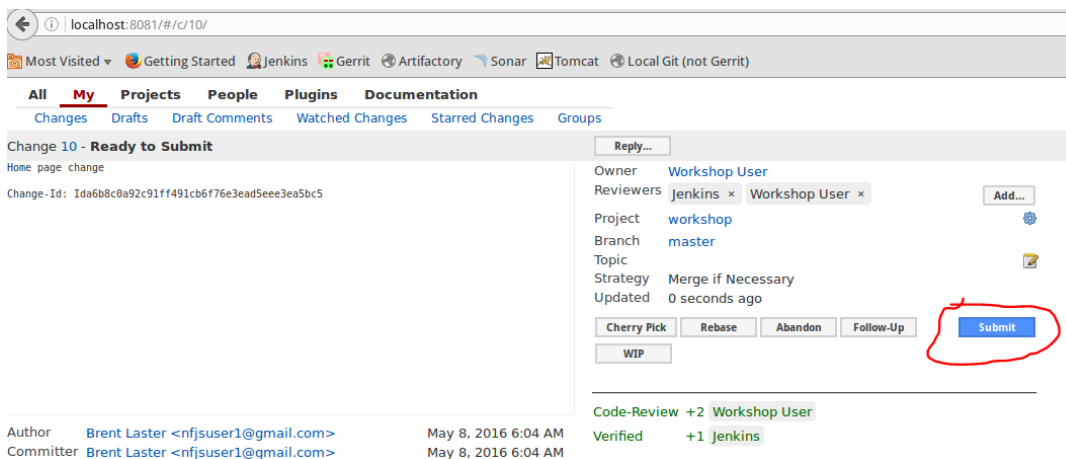 localhost:8081/#/c/10/
Most Visited Getting Started Jenkins Gerrit Artifactory Sonar Tomcat Local Git (not Gerrit)
All My Projects People Plugins Documentation
Changes Drafts Draft Comments Watched Changes Starred Changes Groups
Change 10 - Ready to Submit
Reply...
Home page change
Change-Id: Ida6b8c0a92c91ff491cb6f76e3ead5eee3ea5bc5
Owner Workshop User
Reviewers Jenkins × Workshop User × Add...
Project workshop
Branch master
Topic
Strategy Merge if Necessary
Updated 0 seconds ago
Cherry Pick Rebase Abandon Follow-Up Submit
WIP
Code-Review +2 Workshop User
Verified +1 Jenkins
Author Brent Laster <nfjsuser1@gmail.com> May 8, 2016 6:04 AM
Committer Brent Laster <nfjsuser1@gmail.com> May 8, 2016 6:04 AM